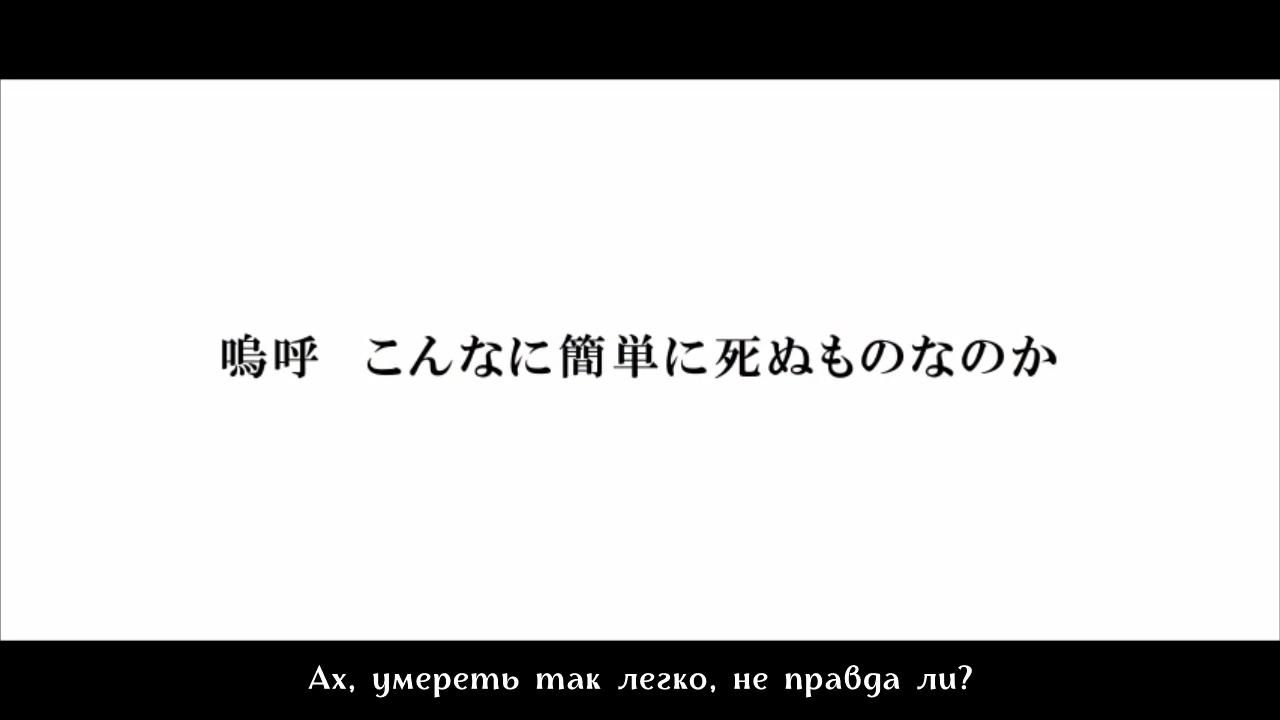 嗚呼　こんなに簡単に死ぬものなのか
Ах, умереть так легко, не правда ли?